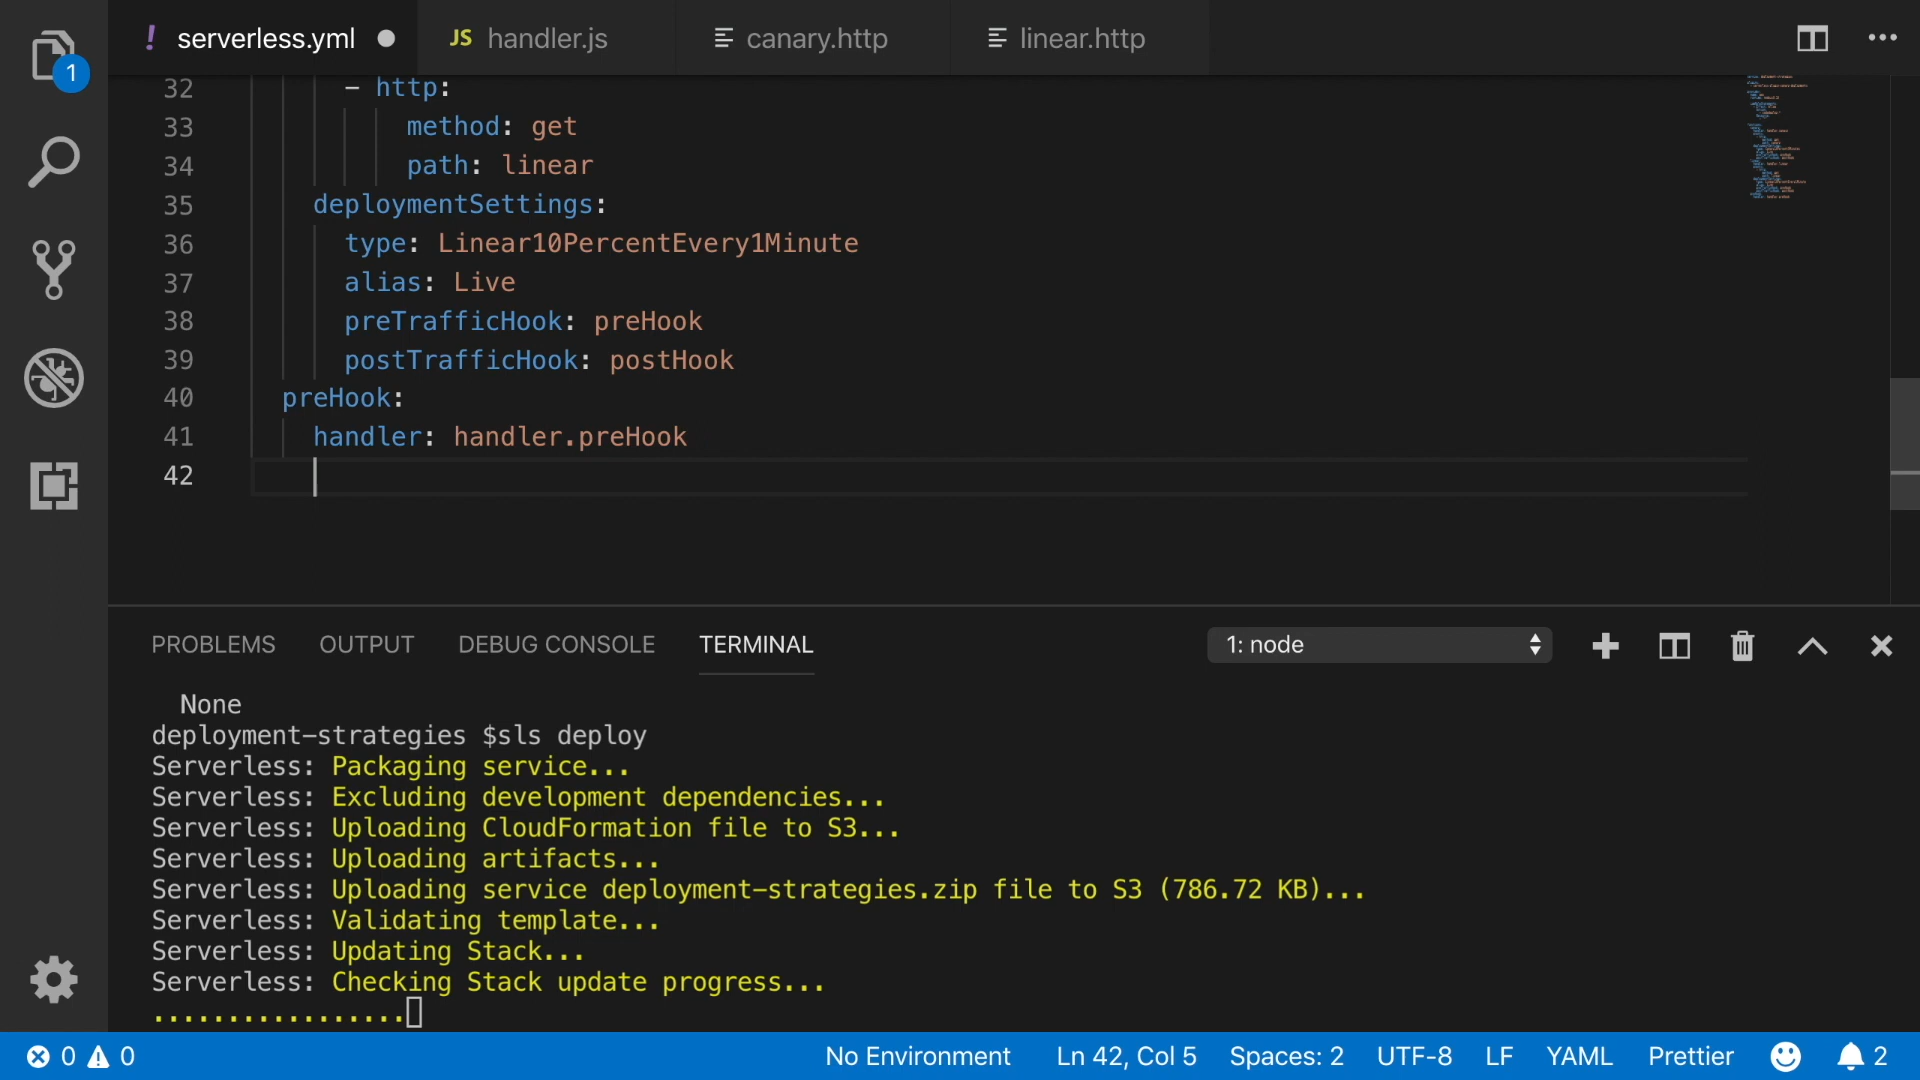 1
! serverless.yml
JS handler.js
canary.http
linear.http
32 - http:
33 method: get
34 path: linear
35 deploymentSettings:
36 type: Linear10PercentEvery1Minute
37 alias: Live
38 preTrafficHook: preHook
39 postTrafficHook: postHook
40 preHook:
41 handler: handler.preHook
42
PROBLEMS OUTPUT DEBUG CONSOLE TERMINAL 1: node
None
deployment-strategies $sls deploy
Serverless: Packaging service...
Serverless: Excluding development dependencies...
Serverless: Uploading CloudFormation file to S3...
Serverless: Uploading artifacts...
Serverless: Uploading service deployment-strategies.zip file to S3 (786.72 KB)...
Serverless: Validating template...
Serverless: Updating Stack...
Serverless: Checking Stack update progress...
.................
0 0 No Environment Ln 42, Col 5 Spaces: 2 UTF-8 LF YAML Prettier 2